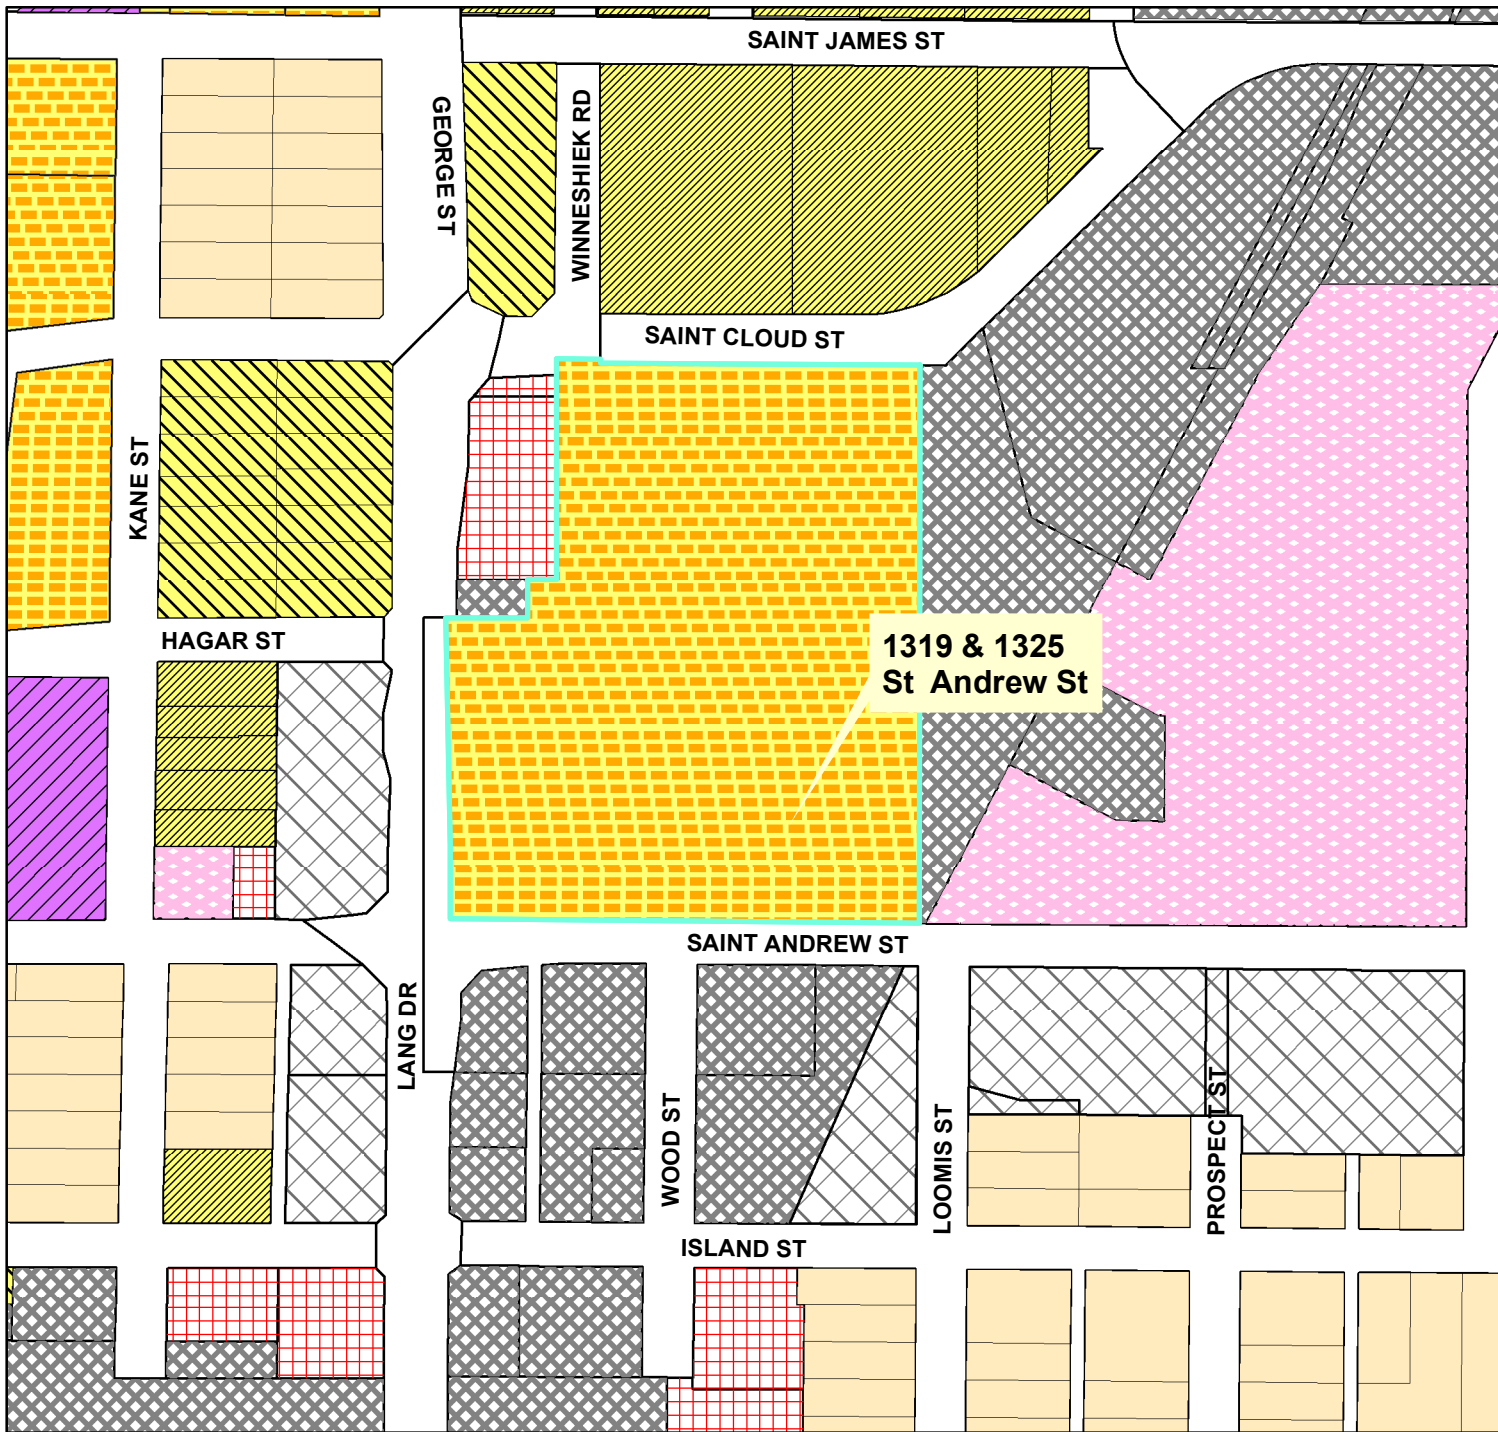 SAINT JAMES ST
GEORGE ST
WINNESHIEK RD
SAINT CLOUD ST
KANE ST
HAGAR ST
1319 & 1325
St Andrew St
SAINT ANDREW ST
LANG DR
WOOD ST
LOOMIS ST
PROSPECT ST
ISLAND ST